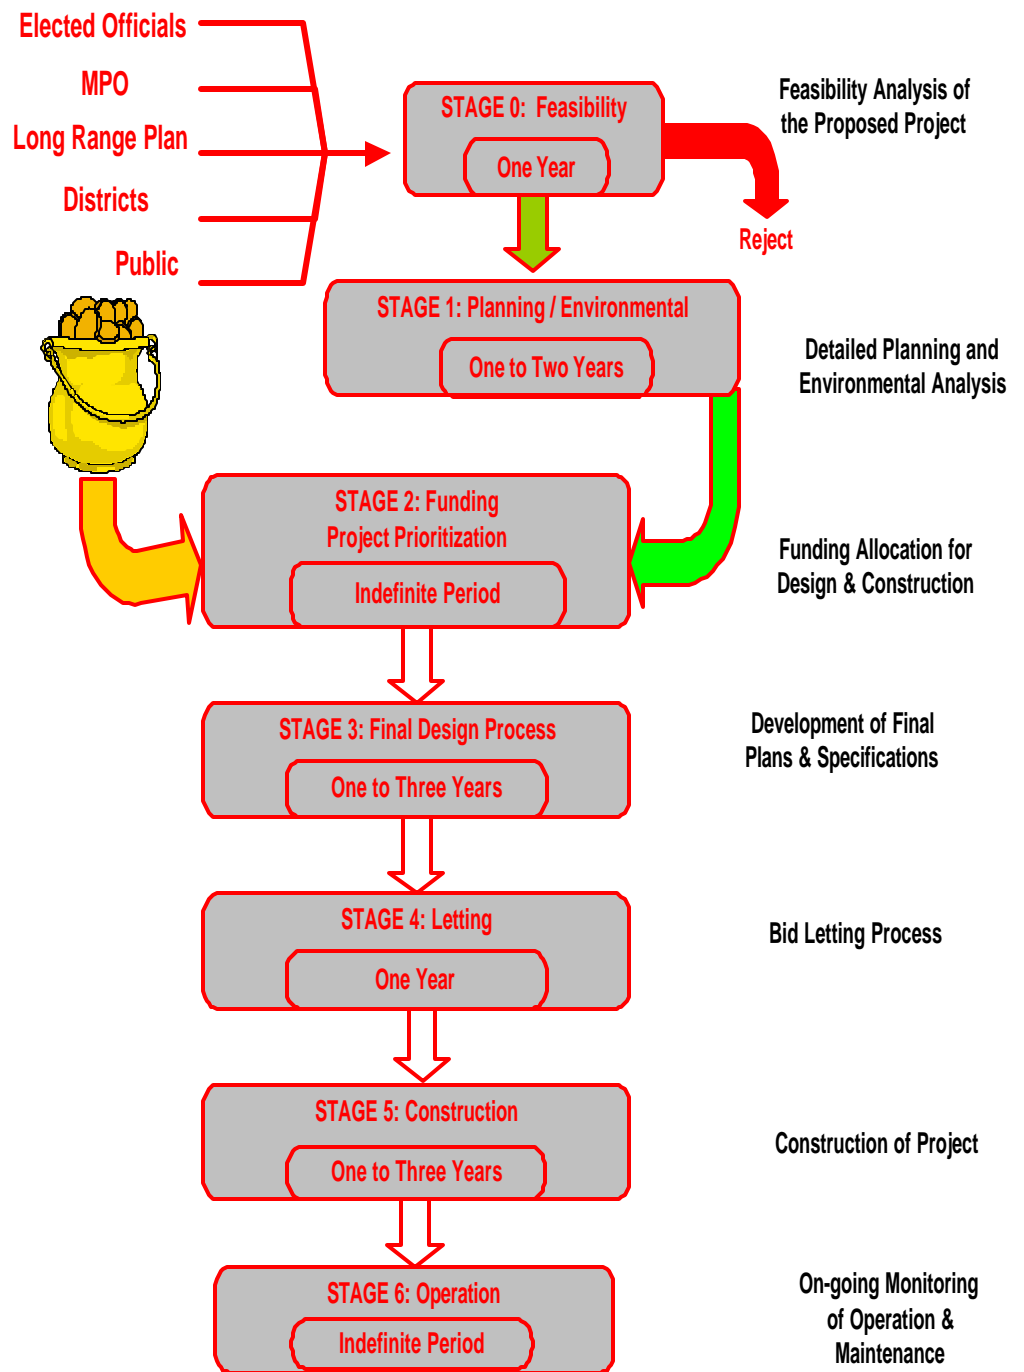 Elected Officials
MPO
Long Range Plan
Districts
Public
STAGE 0: Feasibility
One Year
Feasibility Analysis of
the Proposed Project
Reject
STAGE 1: Planning / Environmental
One to Two Years
Detailed Planning and
Environmental Analysis
STAGE 2: Funding
Project Prioritization
Indefinite Period
Funding Allocation for
Design & Construction
STAGE 3: Final Design Process
One to Three Years
Development of Final
Plans & Specifications
STAGE 4: Letting
One Year
Bid Letting Process
STAGE 5: Construction
One to Three Years
Construction of Project
STAGE 6: Operation
Indefinite Period
On-going Monitoring
of Operation &
Maintenance